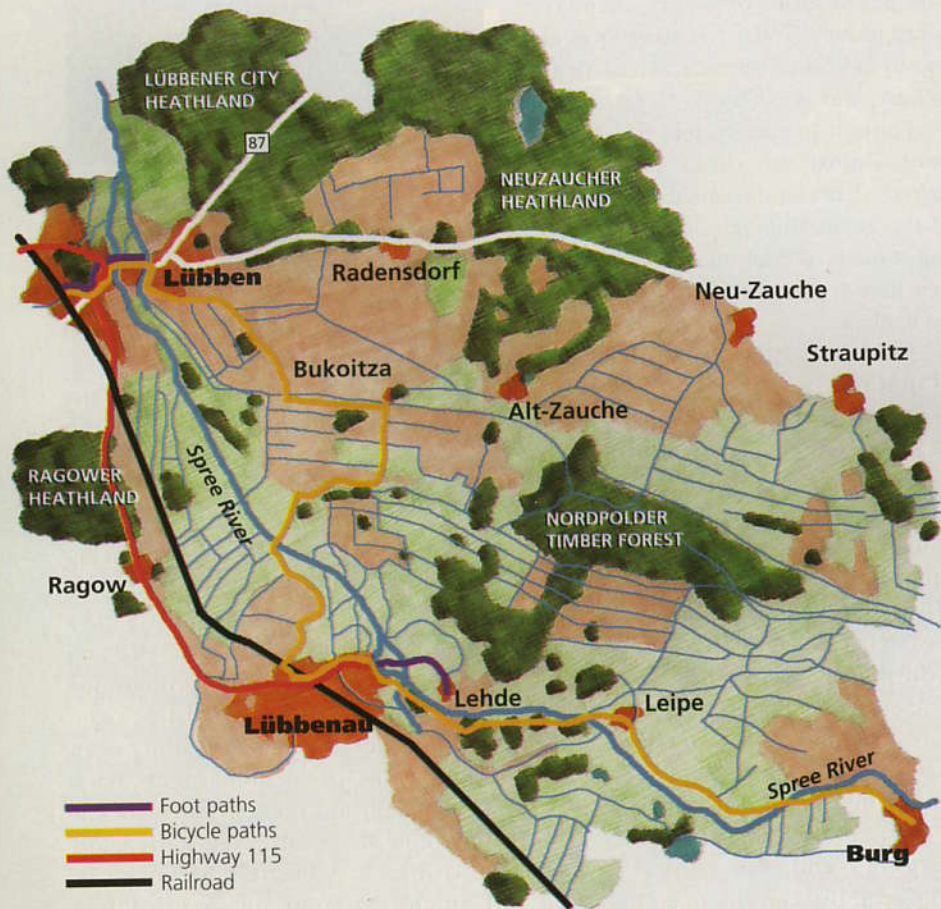 LÜBBENER CITY
HEATHLAND
87
NEUZAUCHER
HEATHLAND
Lübben
Radensdorf
Neu-Zauche
Straupitz
Bukoitza
Alt-Zauche
RAGOWER
HEATHLAND
Spree River
NORDPOLDER
TIMBER FOREST
Ragow
Lübbenau
Lehde
Leipe
Spree River
Burg
Foot paths
Bicycle paths
Highway 115
Railroad